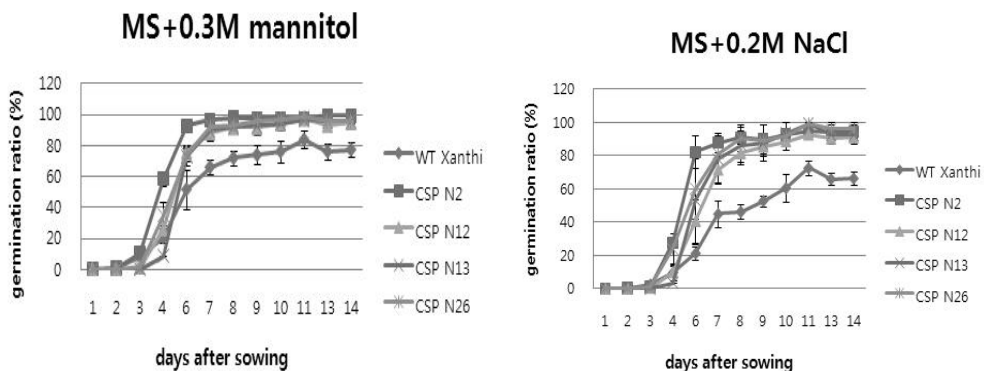 MS+0.3M mannitol
germination ratio (%)
120
100
80
60
40
20
0
1 2 3 4 6 7 8 9 10 11 13 14
days after sowing
WT Xanthi
CSP N2
CSP N12
CSP N13
CSP N26
MS+0.2M NaCl
germination ratio (%)
120
100
80
60
40
20
0
1 2 3 4 6 7 8 9 10 11 13 14
days after sowing
WT Xanthi
CSP N2
CSP N12
CSP N13
CSP N26